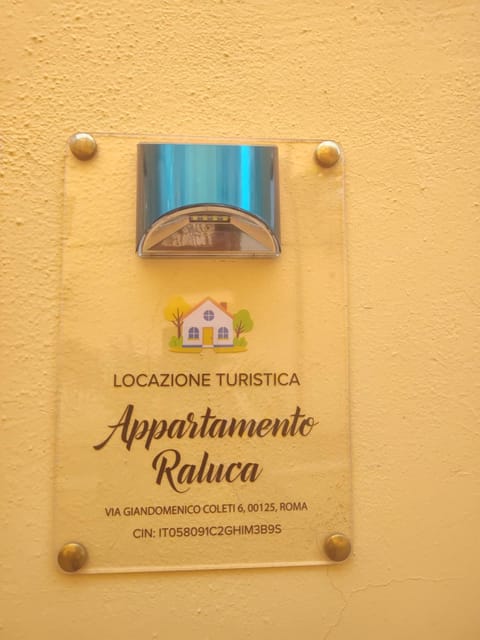 LOCAZIONE TURISTICA
Appartamento
Raluca
VIA GIANDOMENICO COLETI 6, 00125, ROMA
CIN: IT058091C2GHIM3B9S